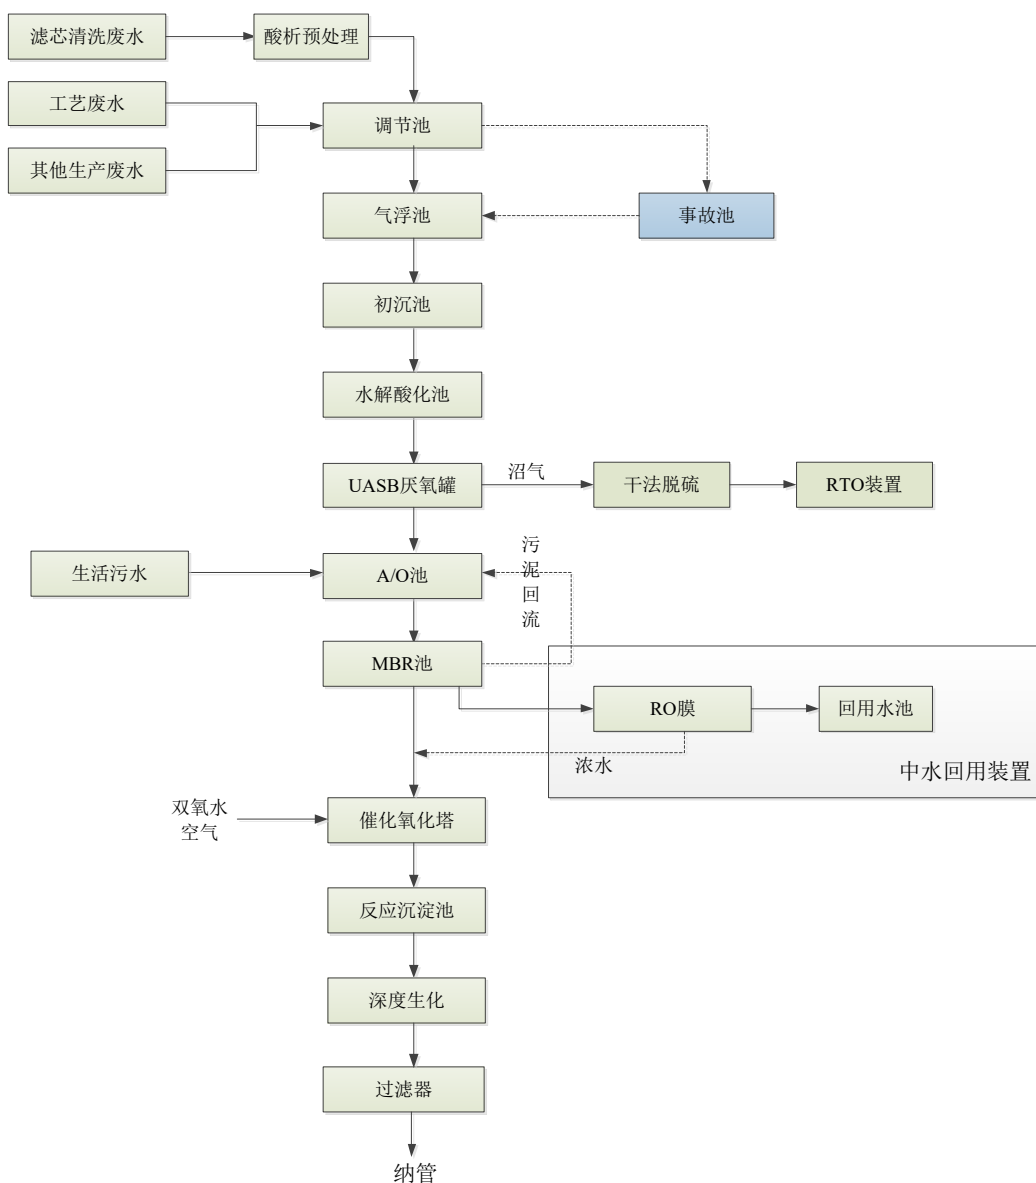 滤芯清洗废水
酸析预处理
工艺废水
调节池
其他生产废水
气浮池
事故池
初沉池
水解酸化池
UASB厌氧罐
沼气
干法脱硫
RTO装置
污
泥
回
流
生活污水
A/O池
MBR池
RO膜
回用水池
浓水
中水回用装置
双氧水
空气
催化氧化塔
反应沉淀池
深度生化
过滤器
纳管